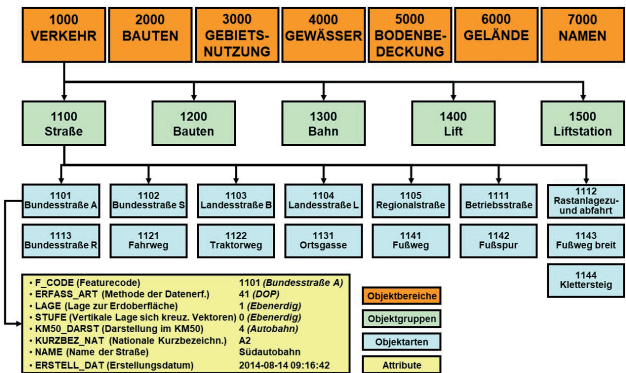 1000
VERKEHR
2000
BAUTEN
3000
GEBIETS-
NUTZUNG
4000
GEWÄSSER
5000
BODENBE-
DECKUNG
6000
GELÄNDE
7000
NAMEN
1100
Straße
1200
Bauten
1300
Bahn
1400
Lift
1500
Liftstation
1101
Bundesstraße A
1102
Bundesstraße S
1103
Landesstraße B
1104
Landesstraße L
1105
Regionalstraße
1111
Betriebsstraße
1112
Rastanlagezu-
und abfahrt
1113
Bundesstraße R
1121
Fahrweg
1122
Traktorweg
1131
Ortsgasse
1141
Fußweg
1142
Fußspur
1143
Fußweg breit
1144
Klettersteig
• F_CODE (Featurecode) 1101 (Bundesstraße A)
• ERFASS_ART (Methode der Datenerf.) 41 (DOP)
• LAGE (Lage zur Erdoberfläche) 1 (Ebenerdig)
• STUFE (Vertikale Lage sich kreuz. Vektoren) 0 (Ebenerdig)
• KM50_DARST (Darstellung im KM50) 4 (Autobahn)
• KURZBEZ_NAT (Nationale Kurzbezeichn.) A2
• NAME (Name der Straße) Südautobahn
• ERSTELL_DAT (Erstellungsdatum) 2014-08-14 09:16:42
Objektbereiche
Objektgruppen
Objektarten
Attribute